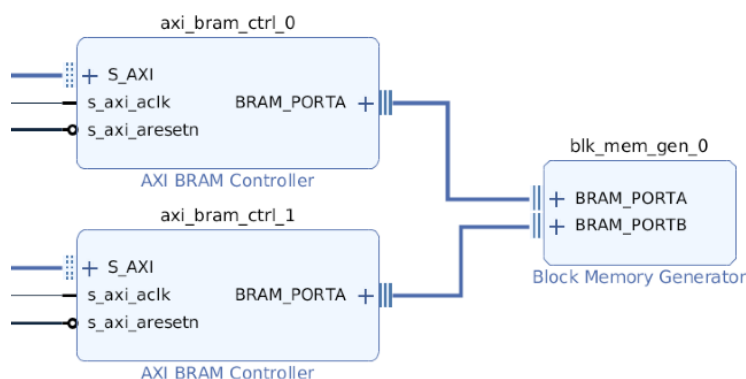 axi_bram_ctrl_0
S_AXI
s_axi_aclk
BRAM_PORTA
s_axi_aresetn
AXI BRAM Controller
axi_bram_ctrl_1
S_AXI
s_axi_aclk
BRAM_PORTA
s_axi_aresetn
AXI BRAM Controller
blk_mem_gen_0
BRAM_PORTA
BRAM_PORTB
Block Memory Generator